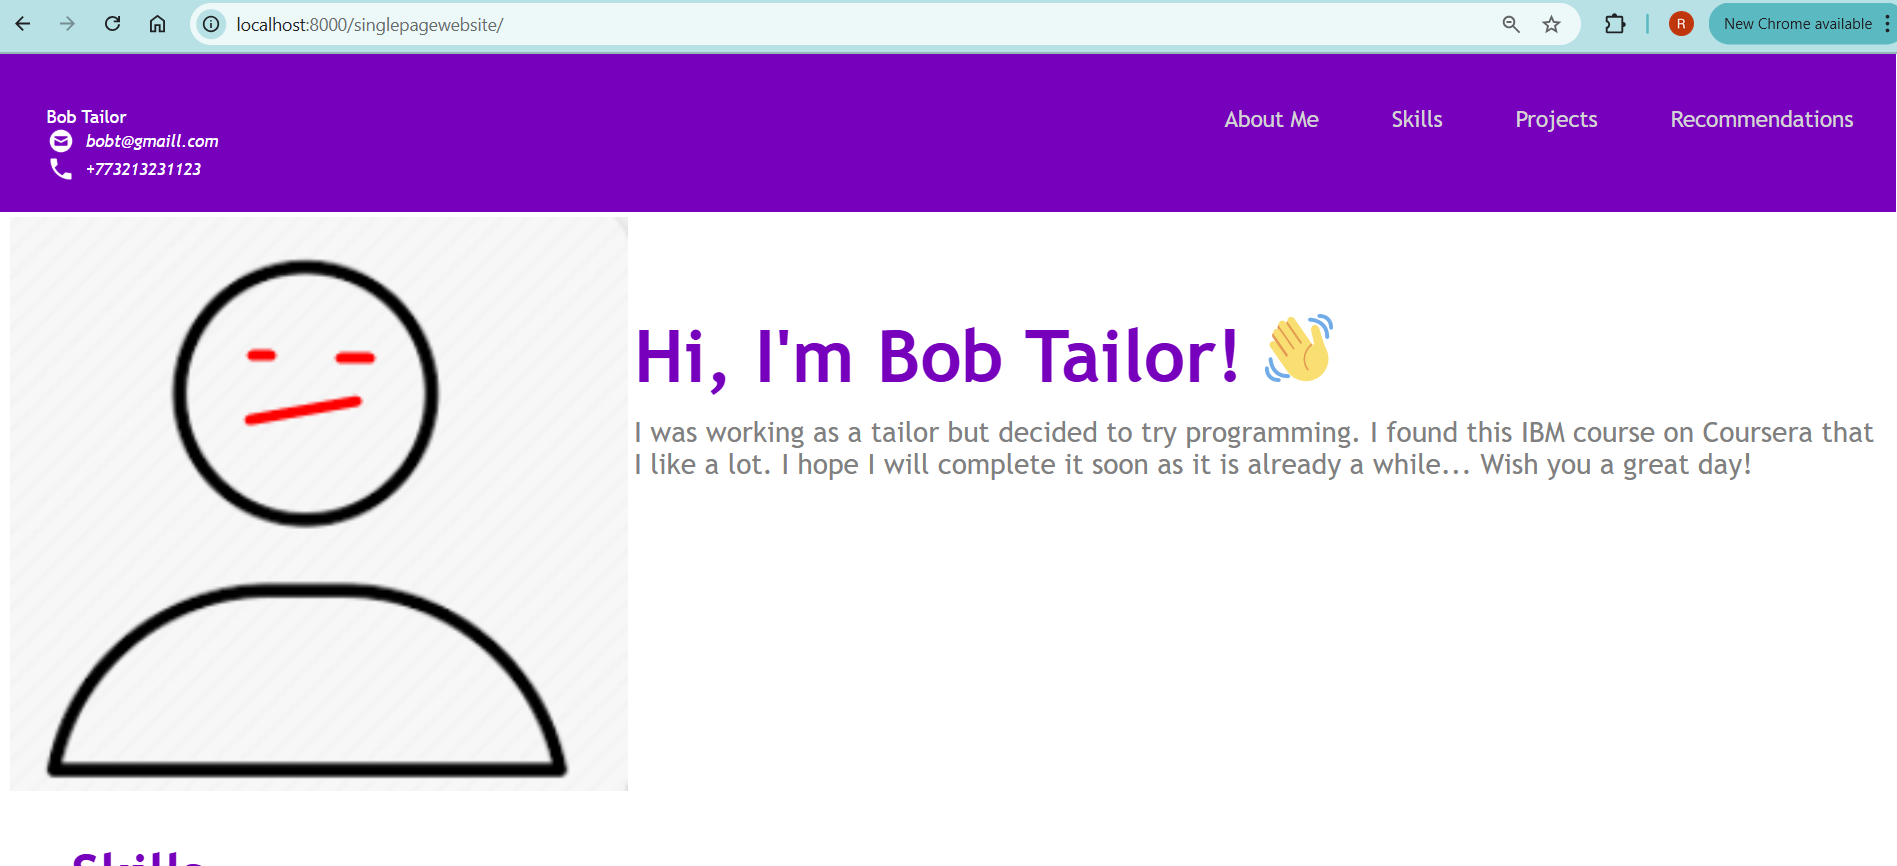 localhost:8000/singlepagewebsite/
R
New Chrome available
Bob Tailor
bobt@gmaill.com
+773213231123
About Me
Skills
Projects
Recommendations
Hi, I'm Bob Tailor! 👋
I was working as a tailor but decided to try programming. I found this IBM course on Coursera that
I like a lot. I hope I will complete it soon as it is already a while... Wish you a great day!
Skills